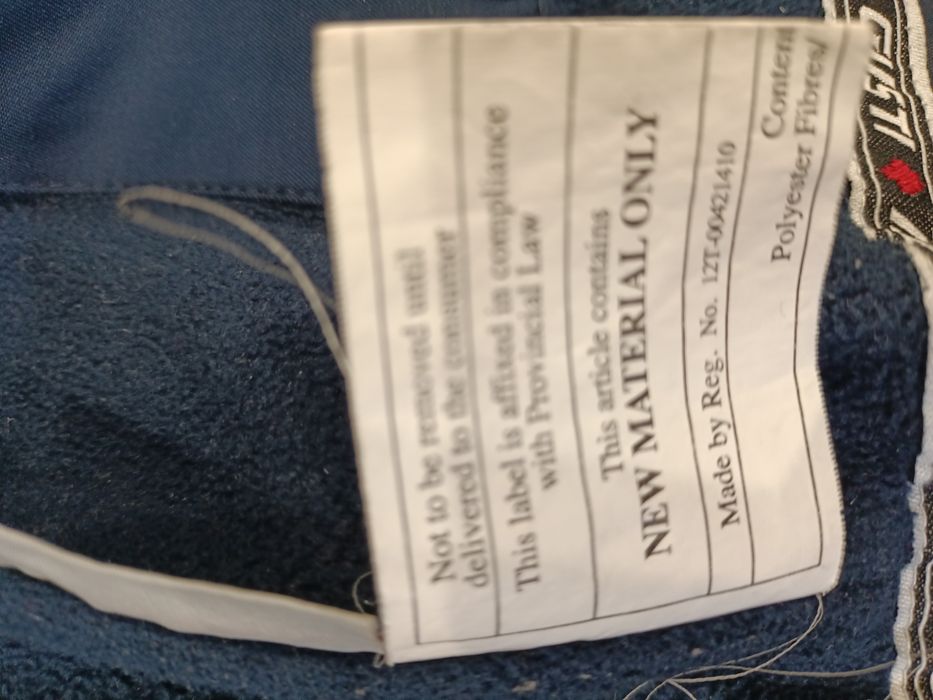 Not to be removed until
delivered to the consumer
This label is affixed in compliance
with Provincial Law
This article contains
NEW MATERIAL ONLY
Made by Reg. No. 12T-00421410
Content
Polyester Fibres/